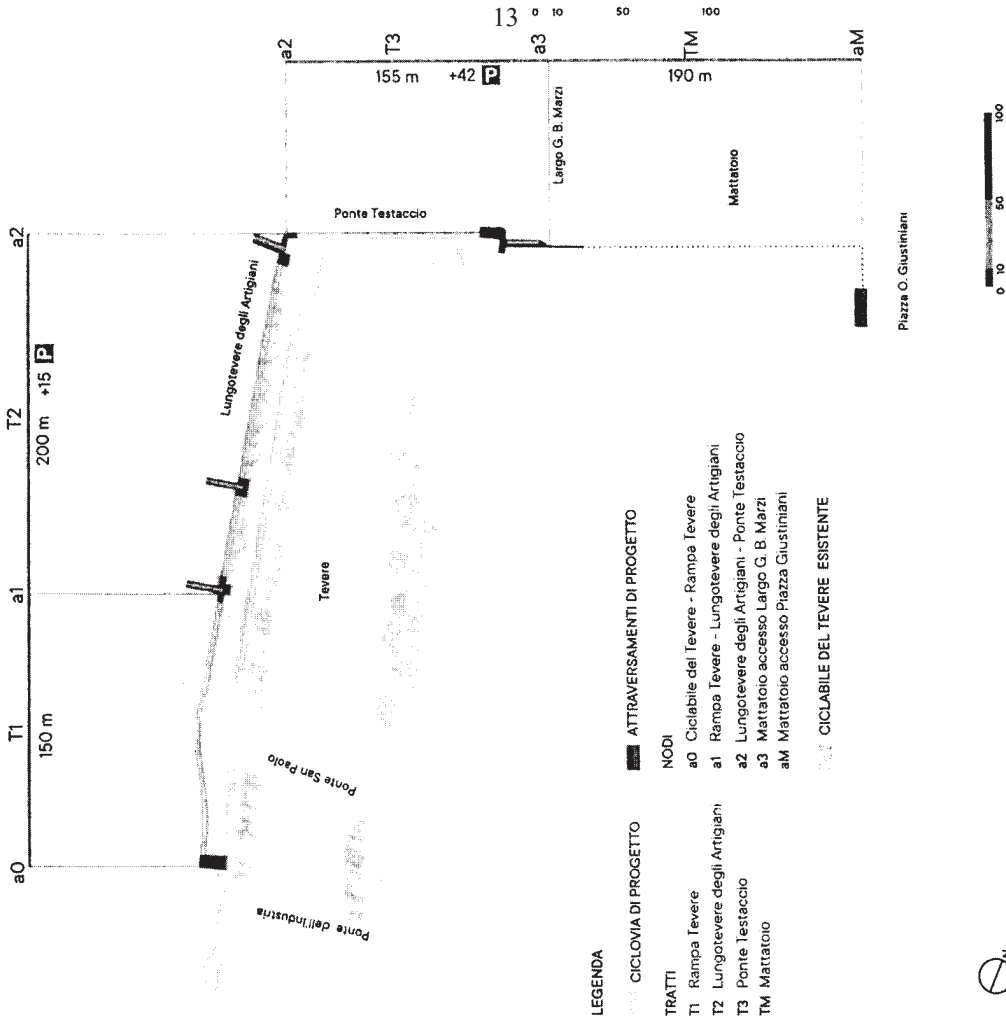 13
0 10 50 100
a2 T3 a3 TM aM
155 m +42 P
190 m
Largo G. B. Marzi
Mattatoio
Piazza O. Giustiniani
Ponte Testaccio
a0 T1 a1 T2 a2
150 m
200 m +15 P
Lungotevere degli Artigiani
Tevere
Ponte San Paolo
Ponte dell'Industria
LEGENDA
CICLOVIA DI PROGETTO
TRATTI
T1 Rampa Tevere
T2 Lungotevere degli Artigiani
T3 Ponte Testaccio
TM Mattatoio
ATTRAVERSAMENTI DI PROGETTO
NODI
a0 Ciclabile del Tevere - Rampa Tevere
a1 Rampa Tevere - Lungotevere degli Artigiani
a2 Lungotevere degli Artigiani - Ponte Testaccio
a3 Mattatoio accesso Largo G. B. Marzi
aM Mattatoio accesso Piazza Giustiniani
CICLABILE DEL TEVERE ESISTENTE
0 10 50 100
N